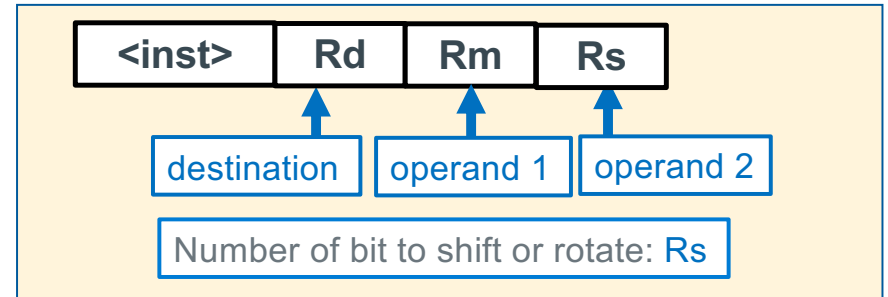 <inst> Rd Rm Rs
destination operand 1 operand 2
Number of bit to shift or rotate: Rs